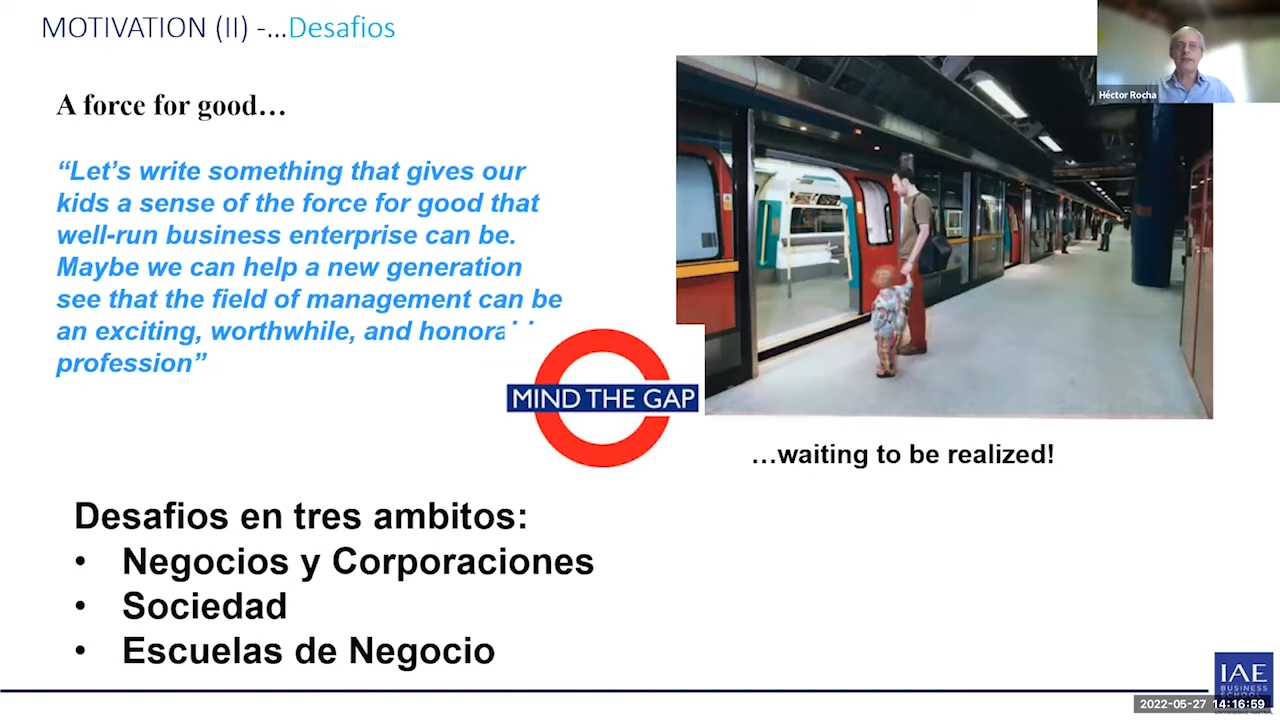 MOTIVATION (II) -...Desafios
Héctor Rocha
A force for good…
“Let’s write something that gives our
kids a sense of the force for good that
well-run business enterprise can be.
Maybe we can help a new generation
see that the field of management can be
an exciting, worthwhile, and
profession”
MIND THE GAP
…waiting to be realized!
Desafios en tres ambitos:
• Negocios y Corporaciones
• Sociedad
• Escuelas de Negocio
IAE
BUSINESS
2022-05-27 14:16:59